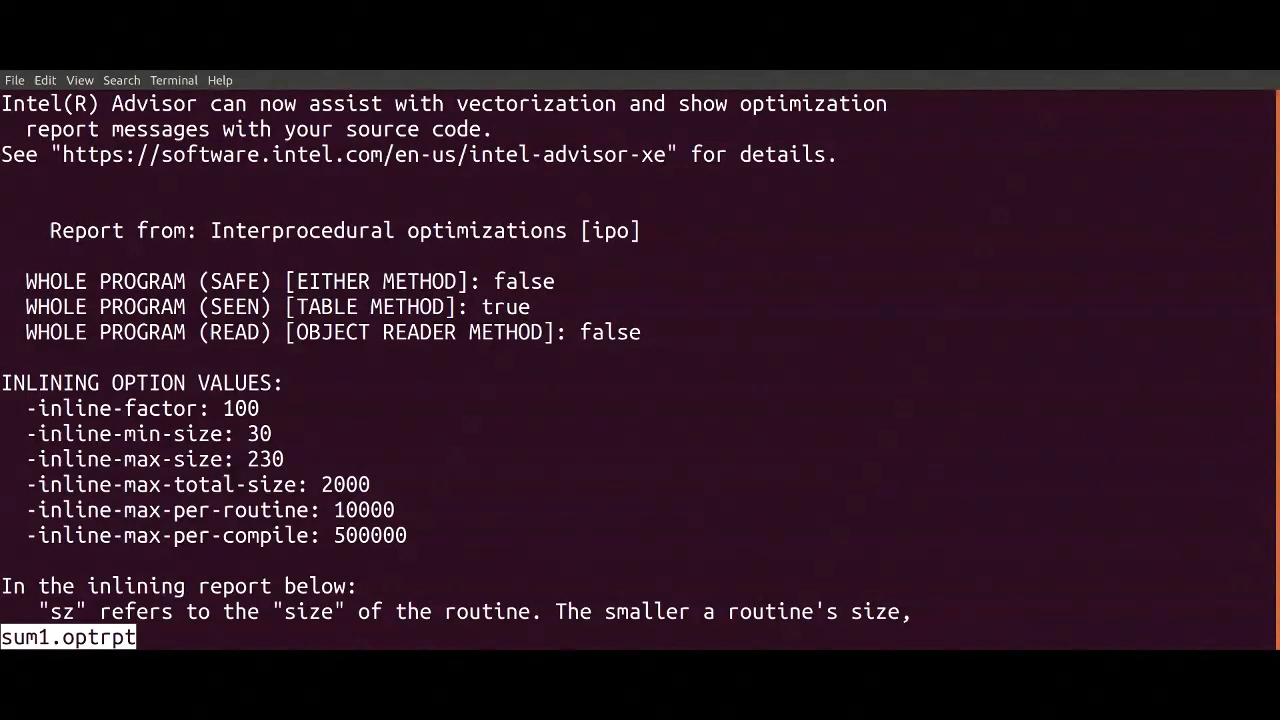 File Edit View Search Terminal Help
Intel(R) Advisor can now assist with vectorization and show optimization
report messages with your source code.
See "https://software.intel.com/en-us/intel-advisor-xe" for details.
Report from: Interprocedural optimizations [ipo]
WHOLE PROGRAM (SAFE) [EITHER METHOD]: false
WHOLE PROGRAM (SEEN) [TABLE METHOD]: true
WHOLE PROGRAM (READ) [OBJECT READER METHOD]: false
INLINING OPTION VALUES:
-inline-factor: 100
-inline-min-size: 30
-inline-max-size: 230
-inline-max-total-size: 2000
-inline-max-per-routine: 10000
-inline-max-per-compile: 500000
In the inlining report below:
"sz" refers to the "size" of the routine. The smaller a routine's size,
sum1.optrpt